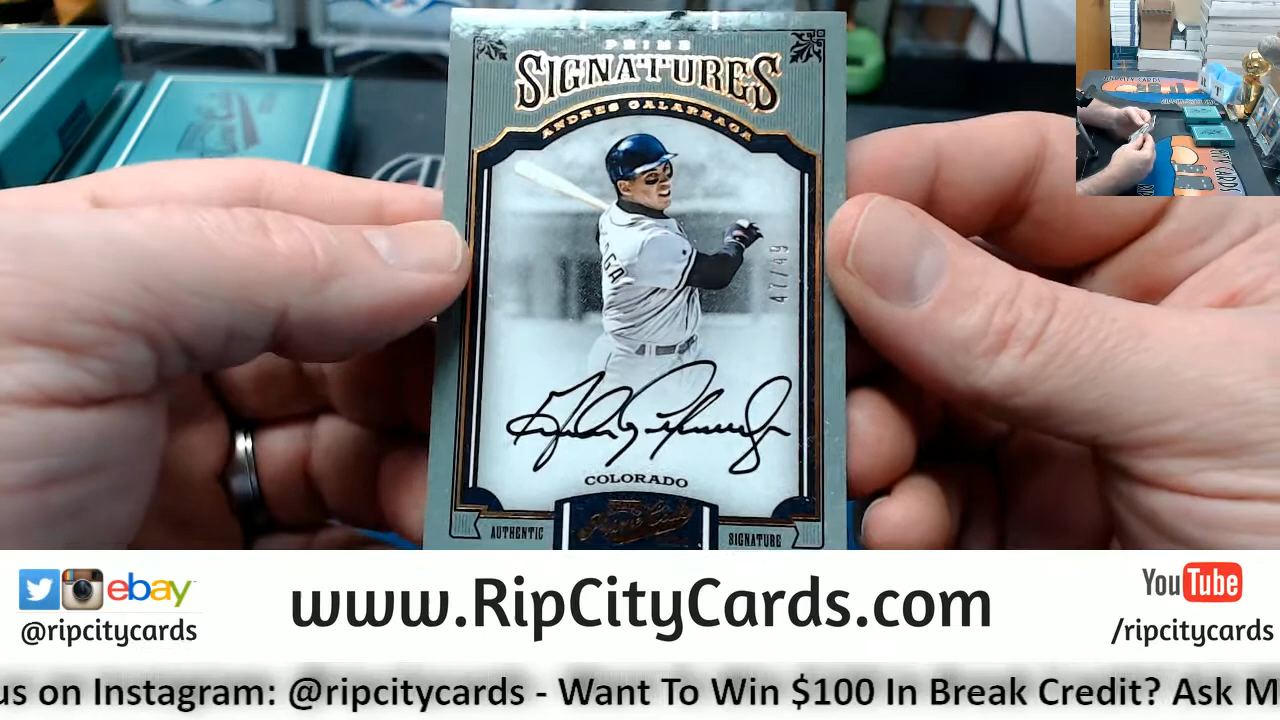 PRIME
SIGNATURES
ANDRES GALARRAGA
47/49
COLORADO
AUTHENTIC
SIGNATURE
ebay
@ripcitycards
www.RipCityCards.com
YouTube
/ripcitycards
us on Instagram: @ripcitycards - Want To Win $100 In Break Credit? Ask M